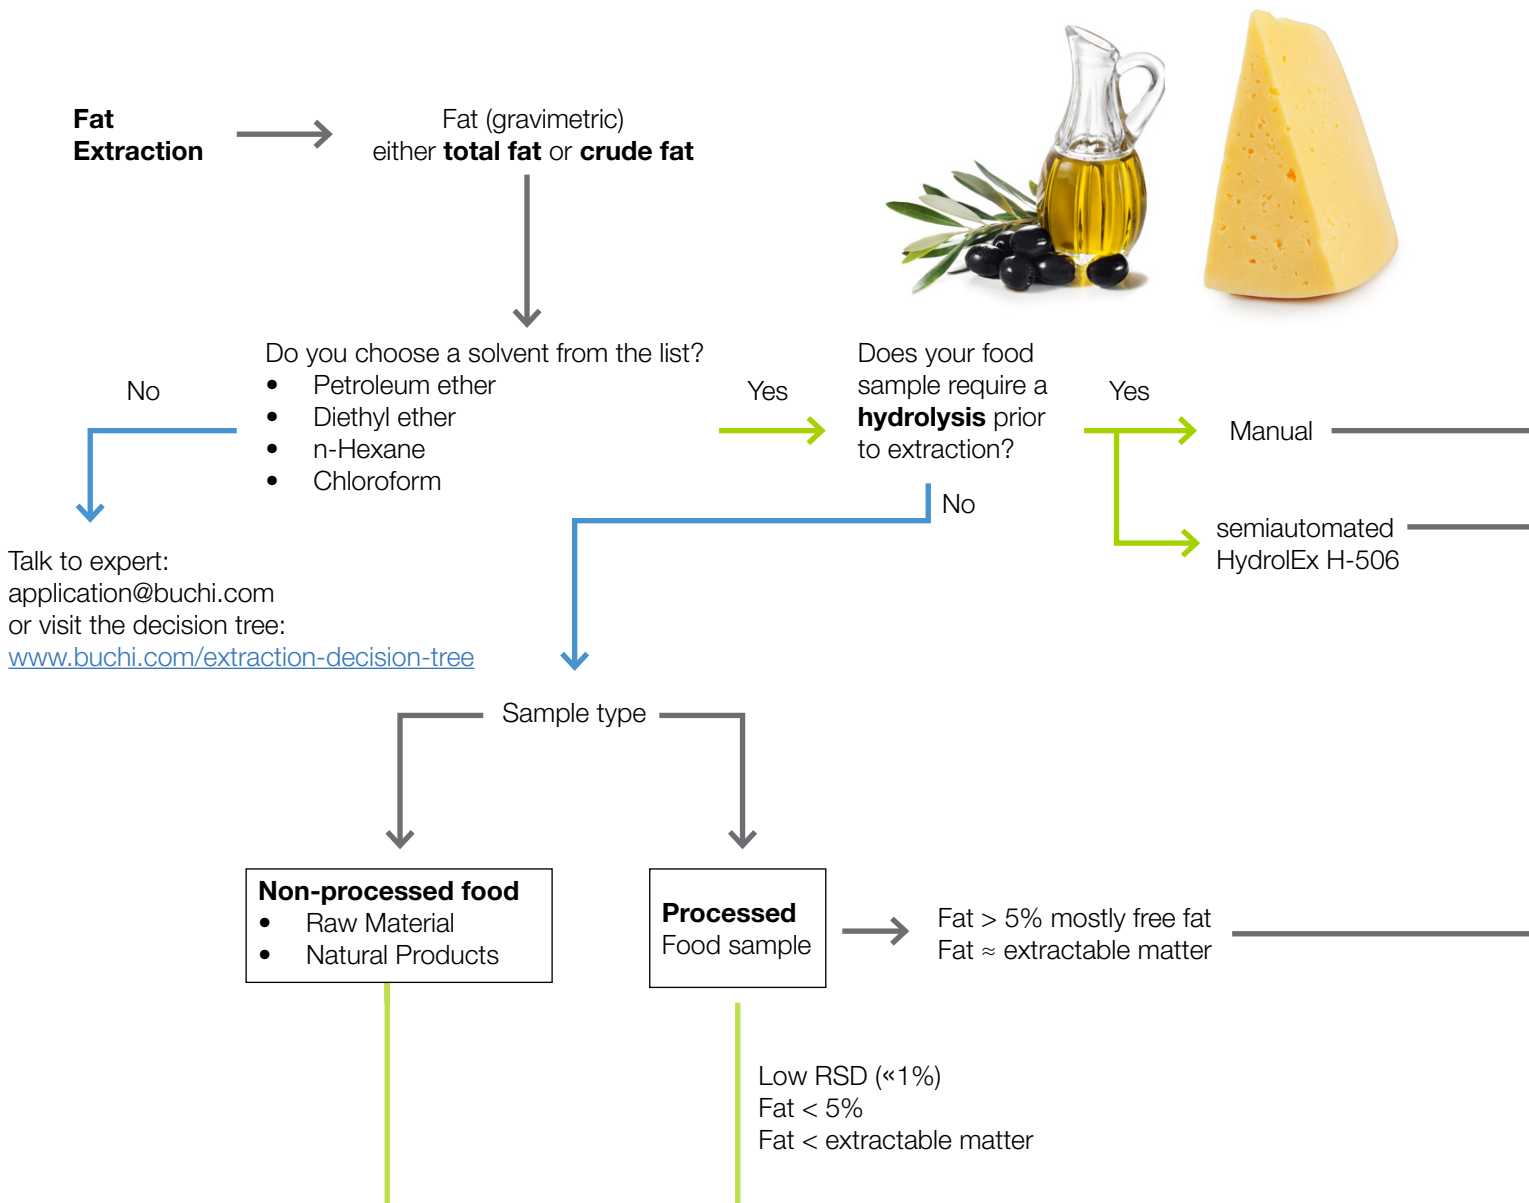 Fat
Extraction
Fat (gravimetric)
either total fat or crude fat
Do you choose a solvent from the list?
• Petroleum ether
• Diethyl ether
• n-Hexane
• Chloroform
No
Yes
Does your food
sample require a
hydrolysis prior
to extraction?
Yes
Manual
semiautomated
HydrolEx H-506
No
Talk to expert:
application@buchi.com
or visit the decision tree:
www.buchi.com/extraction-decision-tree
Sample type
Non-processed food
• Raw Material
• Natural Products
Processed
Food sample
Fat > 5% mostly free fat
Fat ≈ extractable matter
Low RSD («1%)
Fat < 5%
Fat < extractable matter